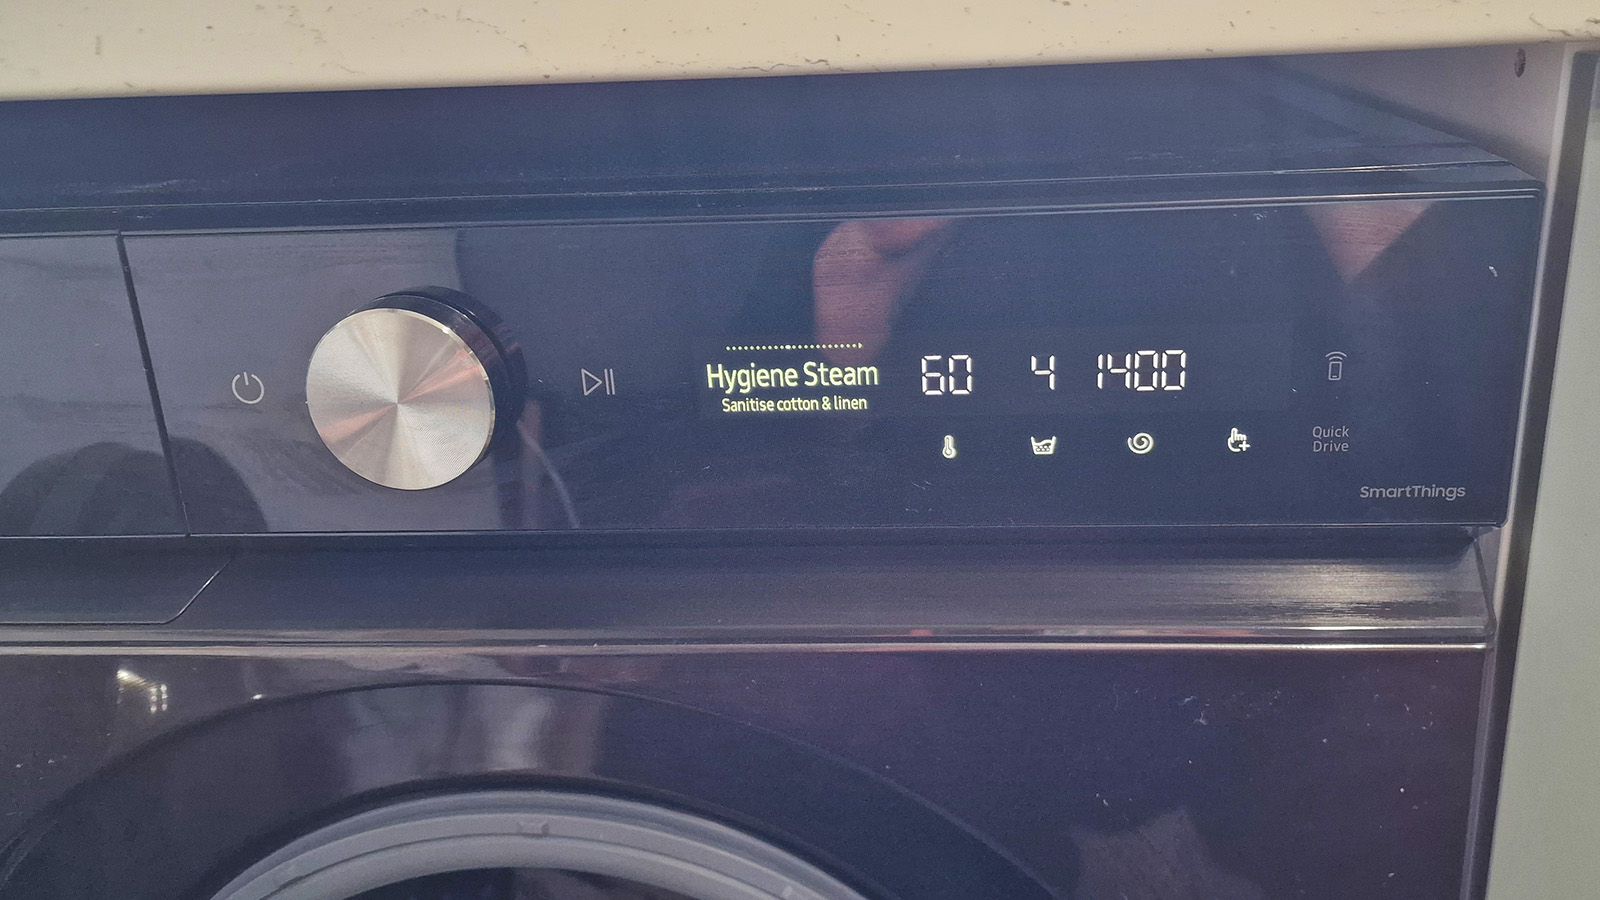 Hygiene Steam
Sanitise cotton & linen
60 4 1400
Quick
Drive
SmartThings